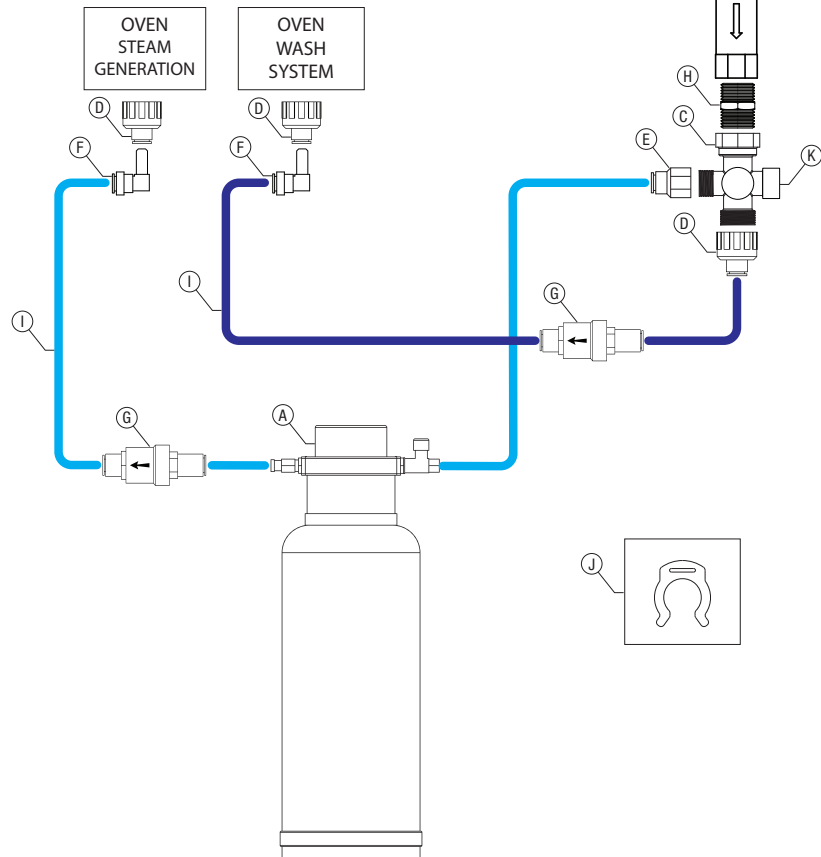 OVEN
STEAM
GENERATION
OVEN
WASH
SYSTEM
H
D
D
C
F
F
E
K
D
I
G
I
A
G
J